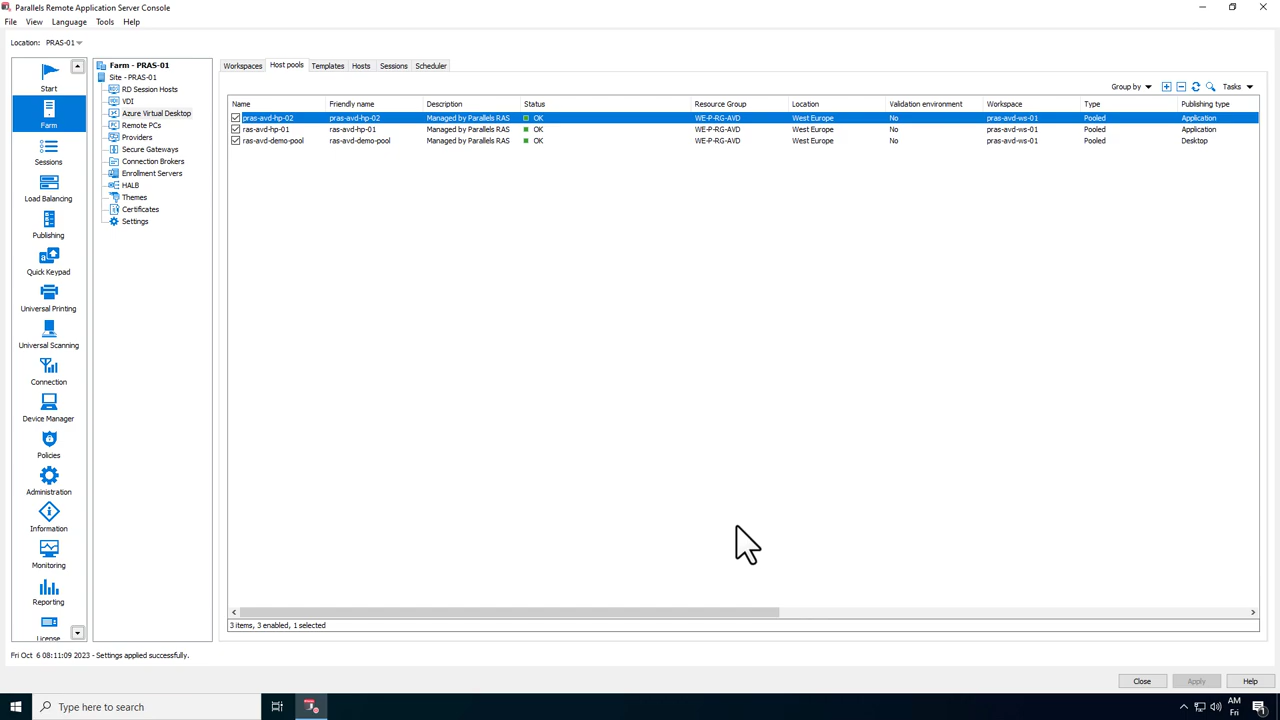 Parallels Remote Application Server Console
File View Language Tools Help
Location: PRAS-01
Start
Farm
Sessions
Load Balancing
Publishing
Quick Keypad
Universal Printing
Universal Scanning
Connection
Device Manager
Policies
Administration
Information
Monitoring
Reporting
License
Farm - PRAS-01
Site - PRAS-01
RD Session Hosts
VDI
Azure Virtual Desktop
Remote PCs
Providers
Secure Gateways
Connection Brokers
Enrollment Servers
HALB
Themes
Certificates
Settings
Workspaces Host pools Templates Hosts Sessions Scheduler
Group by Tasks
Name Friendly name Description Status Resource Group Location Validation environment Workspace Type Publishing type
pras-avd-hp-02 pras-avd-hp-02 Managed by Parallels RAS OK WE-P-RG-AVD West Europe No pras-avd-ws-01 Pooled Application
ras-avd-hp-01 ras-avd-hp-01 Managed by Parallels RAS OK WE-P-RG-AVD West Europe No pras-avd-ws-01 Pooled Application
ras-avd-demo-pool ras-avd-demo-pool Managed by Parallels RAS OK WE-P-RG-AVD West Europe No pras-avd-ws-01 Pooled Desktop
3 items, 3 enabled, 1 selected
Fri Oct 6 08:11:09 2023 - Settings applied successfully.
Close Apply Help
Type here to search
AM
Fri
1